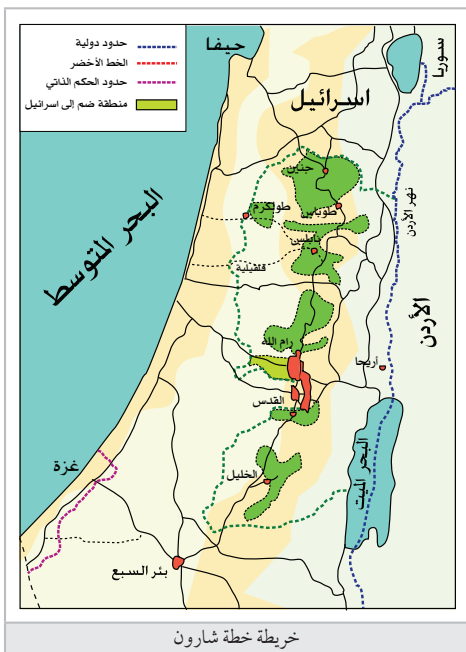 حدود دولية
الخط الأخضر
حدود الحكم الذاتي
منطقة ضم إلى اسرائيل
حيفا
سوريا
اسرائيل
جنين
نهر الأردن
طولكرم
طوباس
نابلس
قلقيلية
البحر المتوسط
الأردن
رام الله
أريحا
القدس
البحر الميت
غزة
الخليل
بئر السبع
خريطة خطة شارون